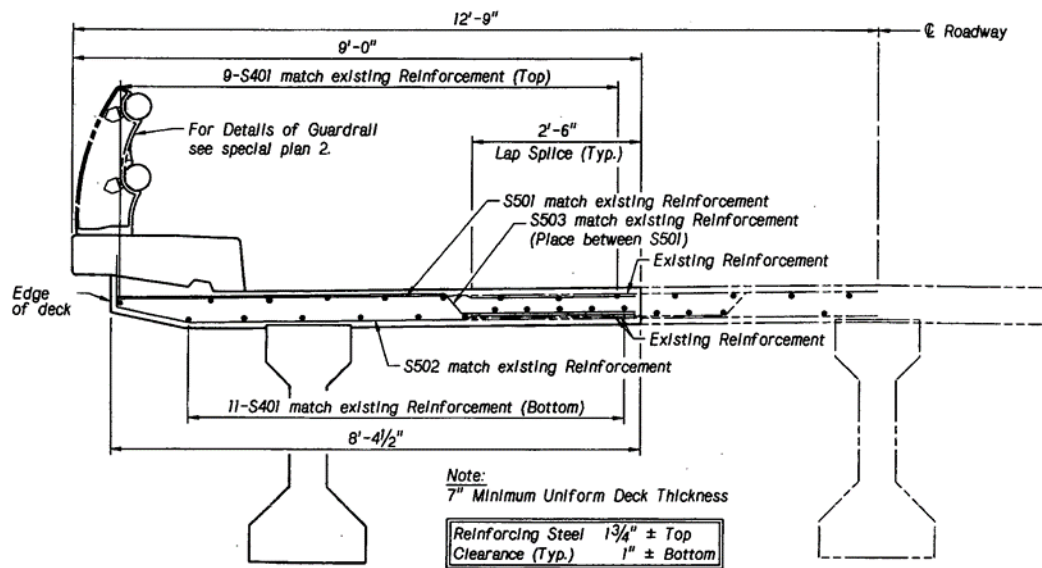 12'-9"
℄ Roadway
9'-0"
9-S401 match existing Reinforcement (Top)
For Details of Guardrail
see special plan 2.
2'-6"
Lap Splice (Typ.)
S501 match existing Reinforcement
S503 match existing Reinforcement
(Place between S501)
Existing Reinforcement
Edge
of deck
Existing Reinforcement
S502 match existing Reinforcement
11-S401 match existing Reinforcement (Bottom)
8'-4½"
Note:
7" Minimum Uniform Deck Thickness
Reinforcing Steel 1¾" ± Top
Clearance (Typ.) 1" ± Bottom